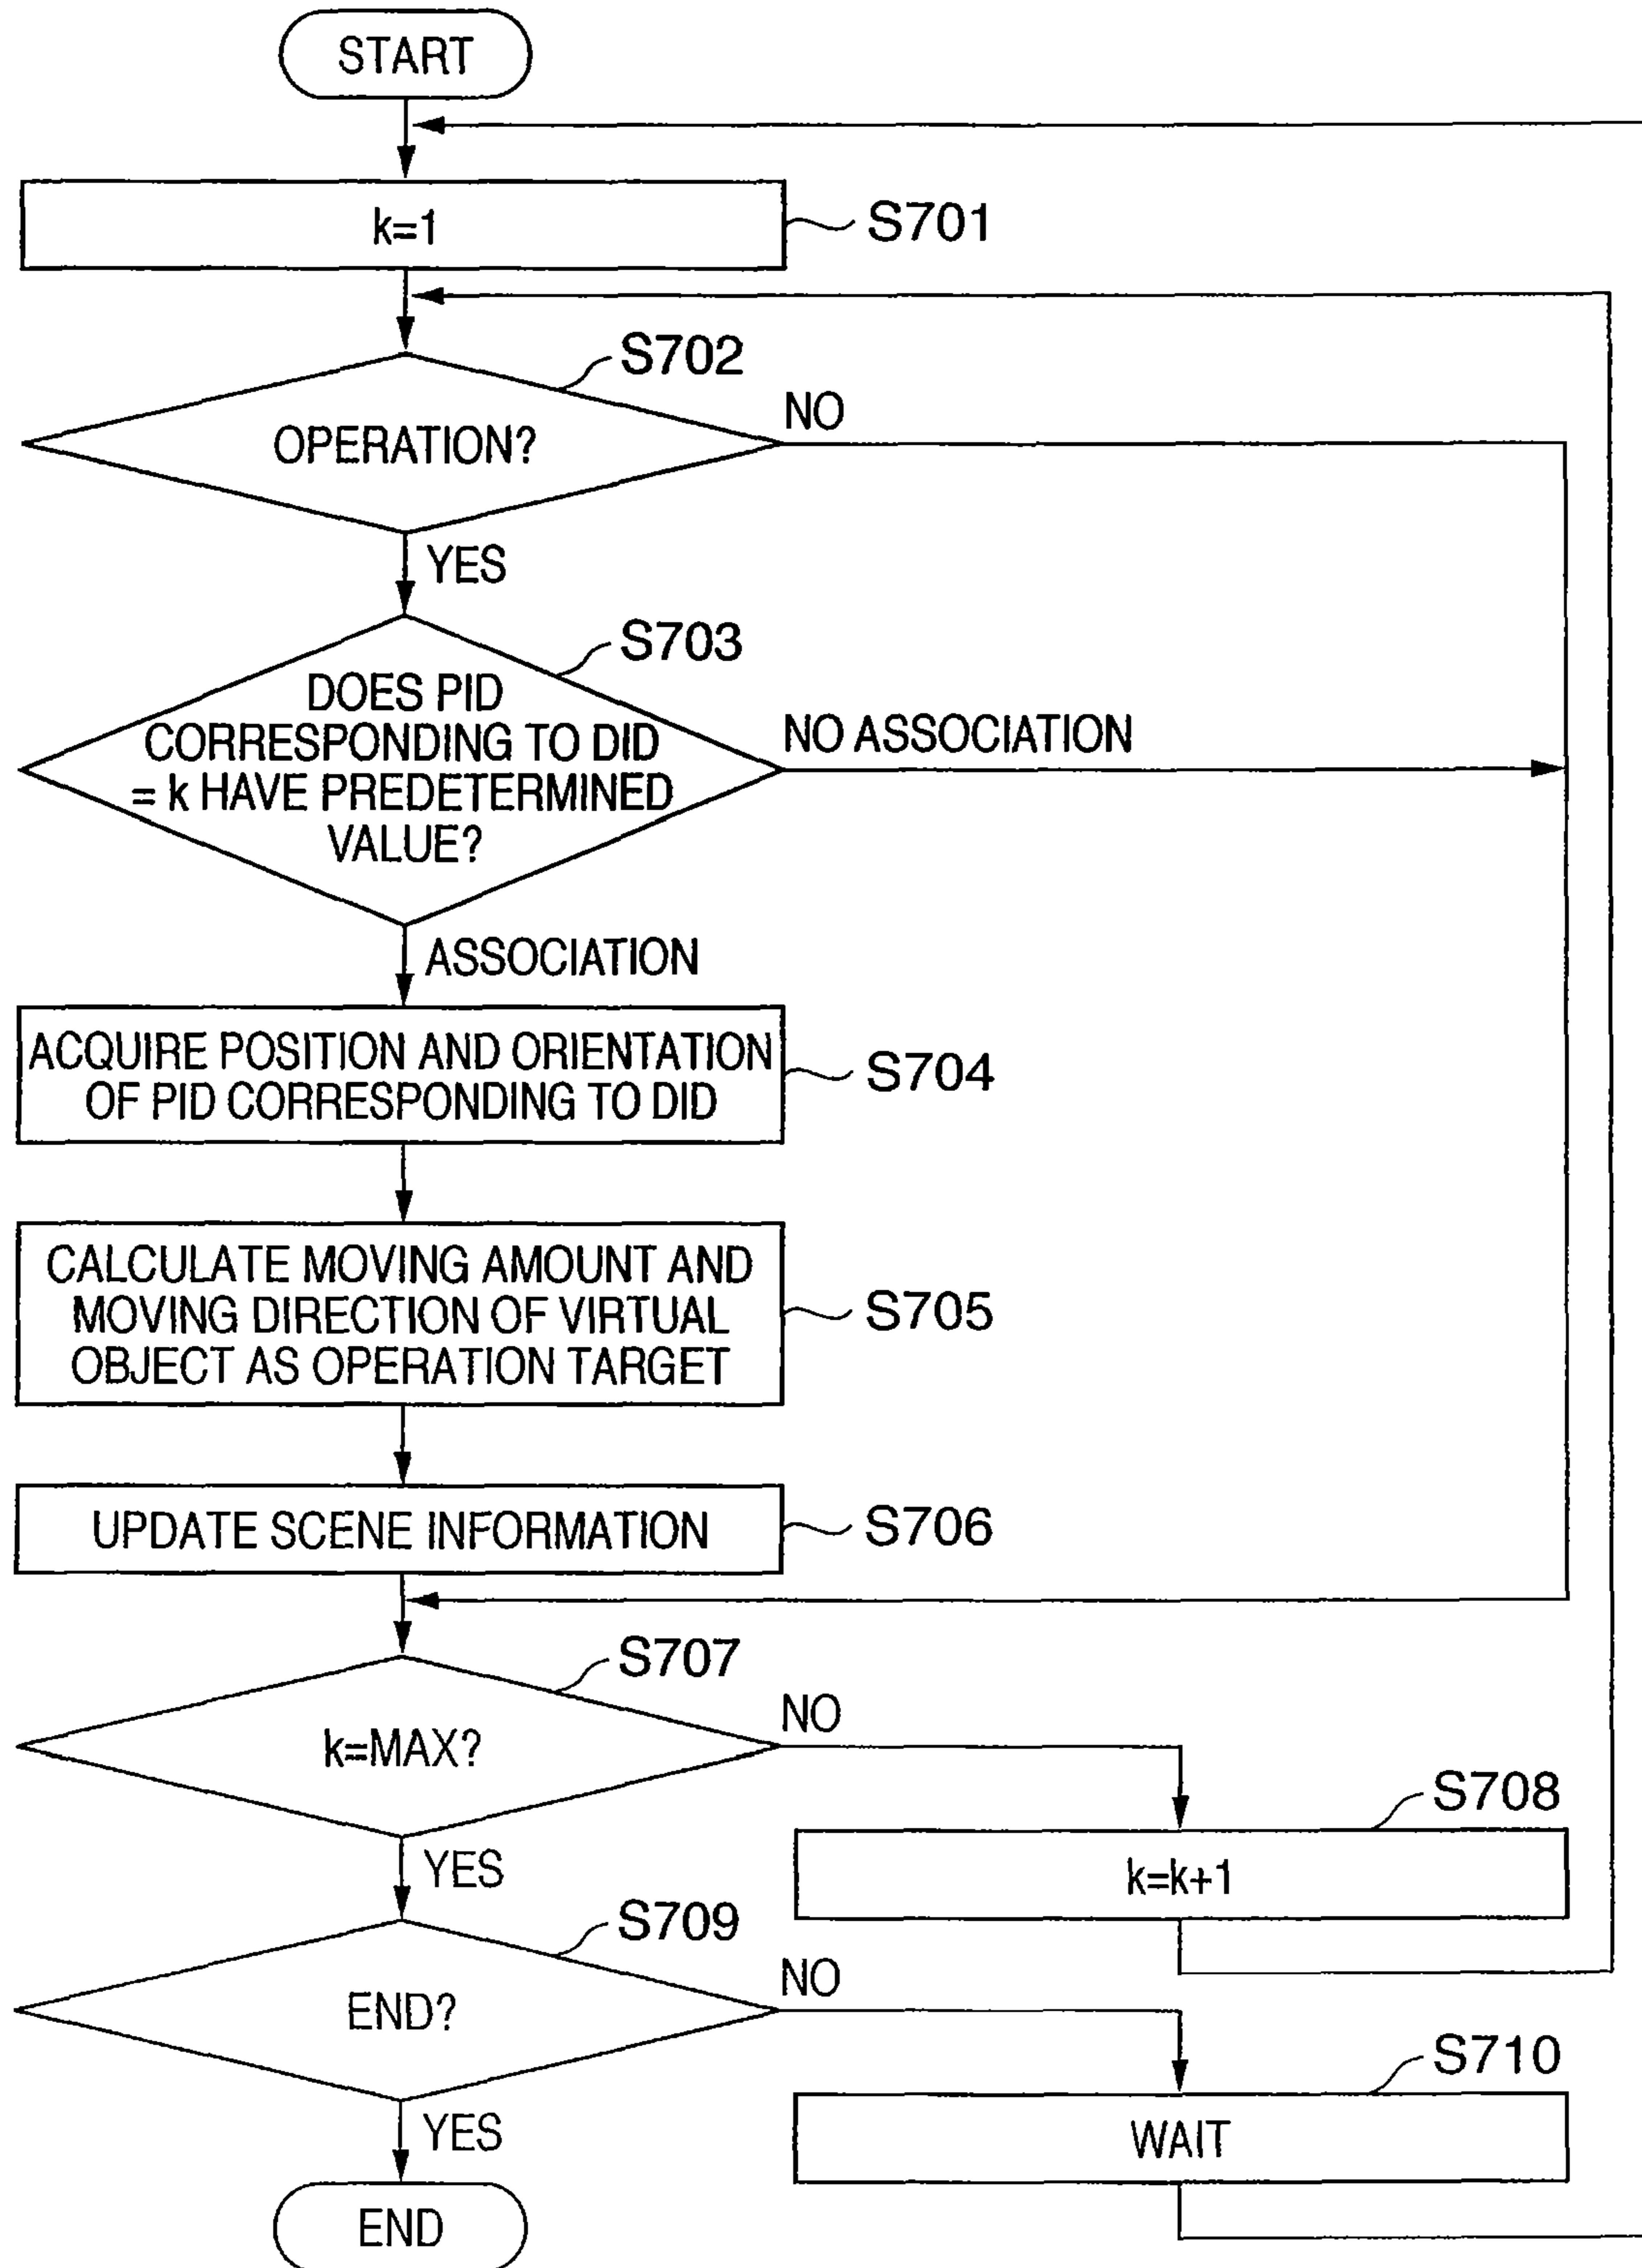 START
k=1
S701
S702
OPERATION?
NO
YES
S703
DOES PID
CORRESPONDING TO DID
= k HAVE PREDETERMINED
VALUE?
NO ASSOCIATION
ASSOCIATION
ACQUIRE POSITION AND ORIENTATION
OF PID CORRESPONDING TO DID
S704
CALCULATE MOVING AMOUNT AND
MOVING DIRECTION OF VIRTUAL
OBJECT AS OPERATION TARGET
S705
UPDATE SCENE INFORMATION
S706
S707
k=MAX?
NO
S708
k=k+1
YES
S709
END?
NO
S710
WAIT
YES
END